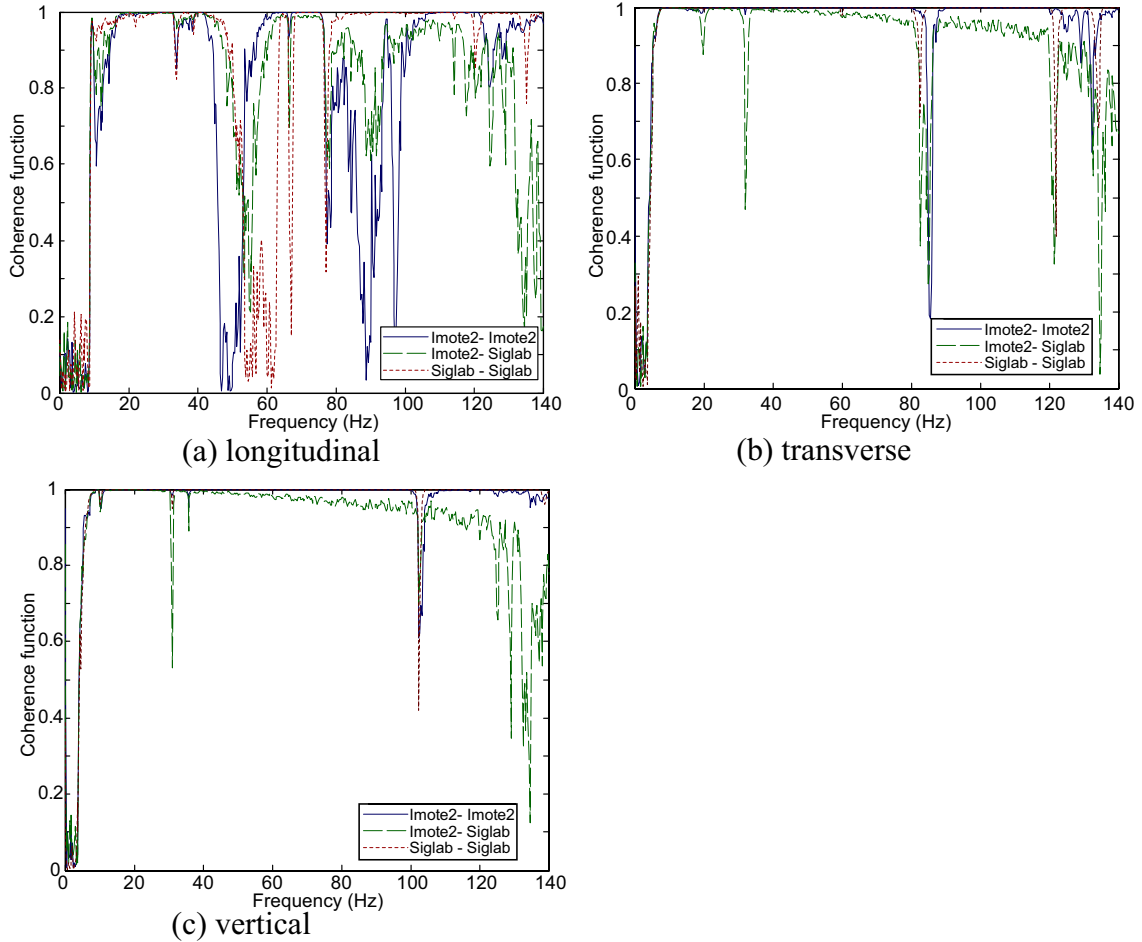 1
0.8
0.6
0.4
0.2
0
Coherence function
0 20 40 60 80 100 120 140
Frequency (Hz)
Imote2- Imote2
Imote2- Siglab
Siglab - Siglab
(a) longitudinal
1
0.8
0.6
0.4
0.2
0
Coherence function
0 20 40 60 80 100 120 140
Frequency (Hz)
Imote2- Imote2
Imote2- Siglab
Siglab - Siglab
(b) transverse
1
0.8
0.6
0.4
0.2
0
Coherence function
0 20 40 60 80 100 120 140
Frequency (Hz)
Imote2- Imote2
Imote2- Siglab
Siglab - Siglab
(c) vertical